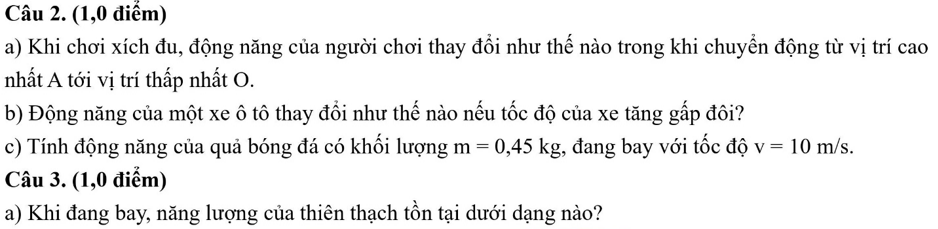 Câu 2. (1,0 điểm)
a) Khi chơi xích đu, động năng của người chơi thay đổi như thế nào trong khi chuyển động từ vị trí cao
nhất A tới vị trí thấp nhất O.
b) Động năng của một xe ô tô thay đổi như thế nào nếu tốc độ của xe tăng gấp đôi?
c) Tính động năng của quả bóng đá có khối lượng m = 0,45 kg, đang bay với tốc độ v = 10 m/s.
Câu 3. (1,0 điểm)
a) Khi đang bay, năng lượng của thiên thạch tồn tại dưới dạng nào?